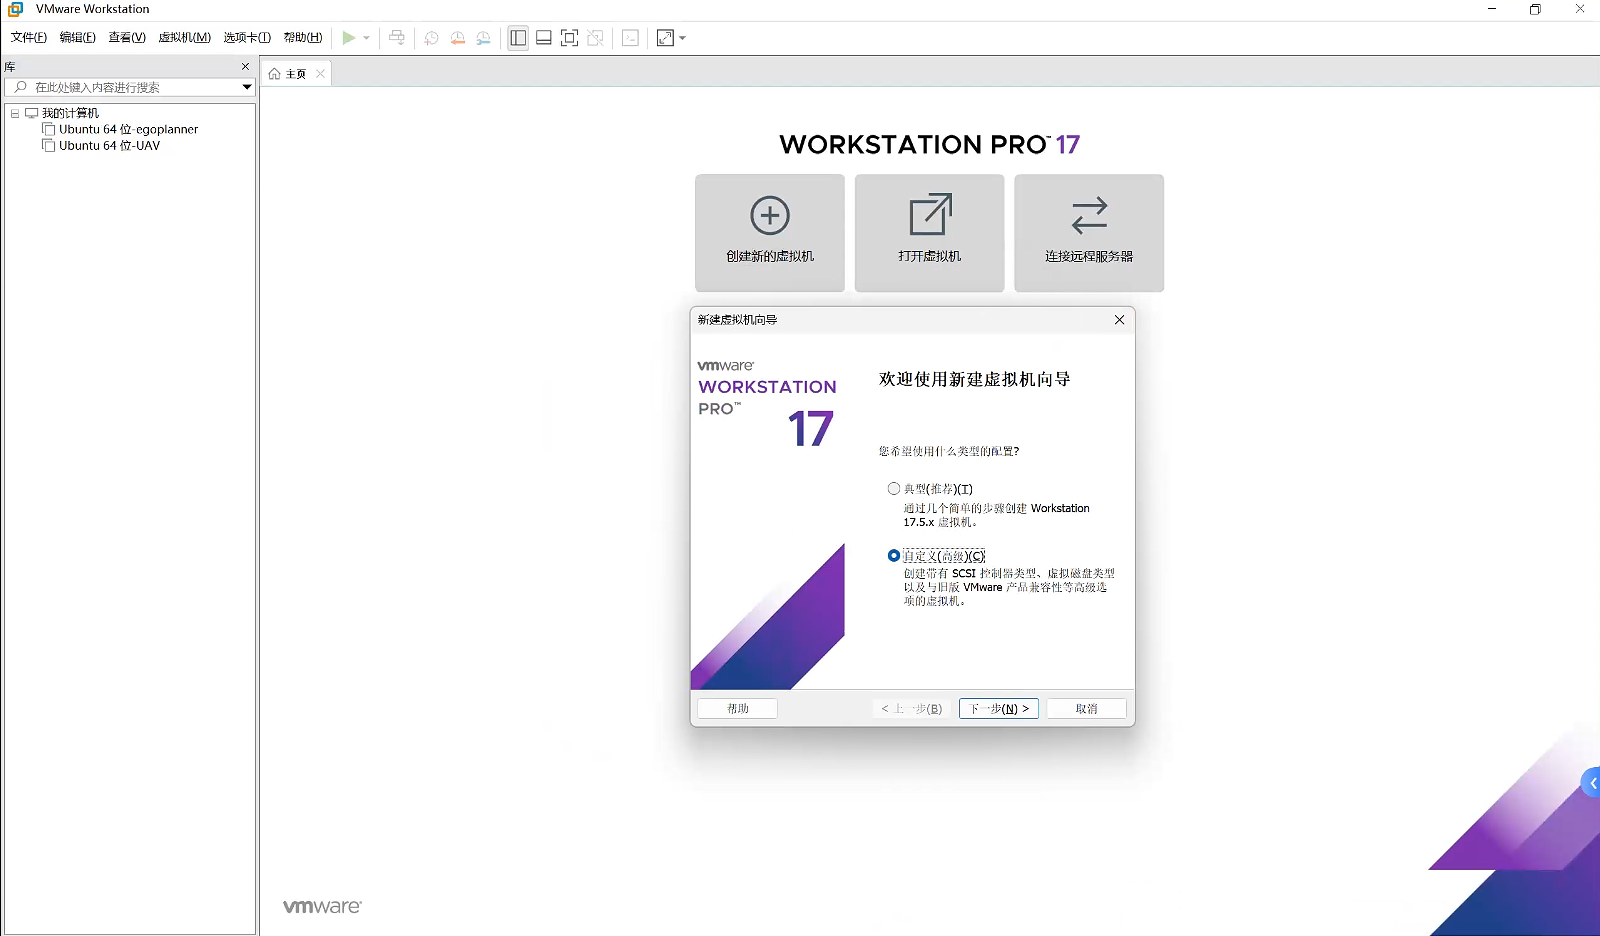 VMware Workstation
文件(F) 编辑(E) 查看(V) 虚拟机(M) 选项卡(T) 帮助(H)
库
主页
在此处键入内容进行搜索
我的计算机
Ubuntu 64 位-egoplanner
Ubuntu 64 位-UAV
WORKSTATION PRO™ 17
创建新的虚拟机
打开虚拟机
连接远程服务器
新建虚拟机向导
vmware®
WORKSTATION
PRO™
17
欢迎使用新建虚拟机向导
您希望使用什么类型的配置?
典型(推荐)(T)
通过几个简单的步骤创建 Workstation
17.5.x 虚拟机。
自定义(高级)(C)
创建带有 SCSI 控制器类型、虚拟磁盘类型
以及与旧版 VMware 产品兼容性等高级选
项的虚拟机。
帮助
< 上一步(B)
下一步(N) >
取消
vmware®